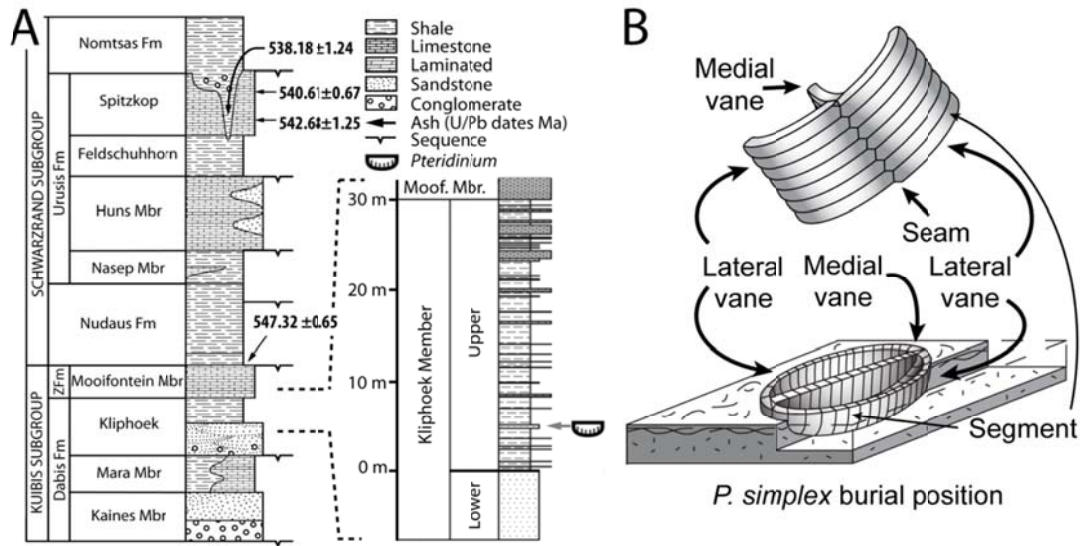 A
Nomtsas Fm
Spitzkop
Feldschuhhorn
Huns Mbr
Nasep Mbr
Urusis Fm
Nudaus Fm
SCHWARZRAND SUBGROUP
Mooifontein Mbr
ZFm
Kliphoek
Mara Mbr
Kaines Mbr
Dabis Fm
KUIBIS SUBGROUP
538.18 ±1.24
540.61±0.67
542.64±1.25
547.32 ±0.65
Shale
Limestone
Laminated
Sandstone
Conglomerate
Ash (U/Pb dates Ma)
Sequence
Pteridinium
Moof. Mbr.
30 m
20 m
10 m
0 m
Kliphoek Member
Upper
Lower
B
Medial
vane
Seam
Lateral
vane
Medial
vane
Lateral
vane
Segment
P. simplex burial position